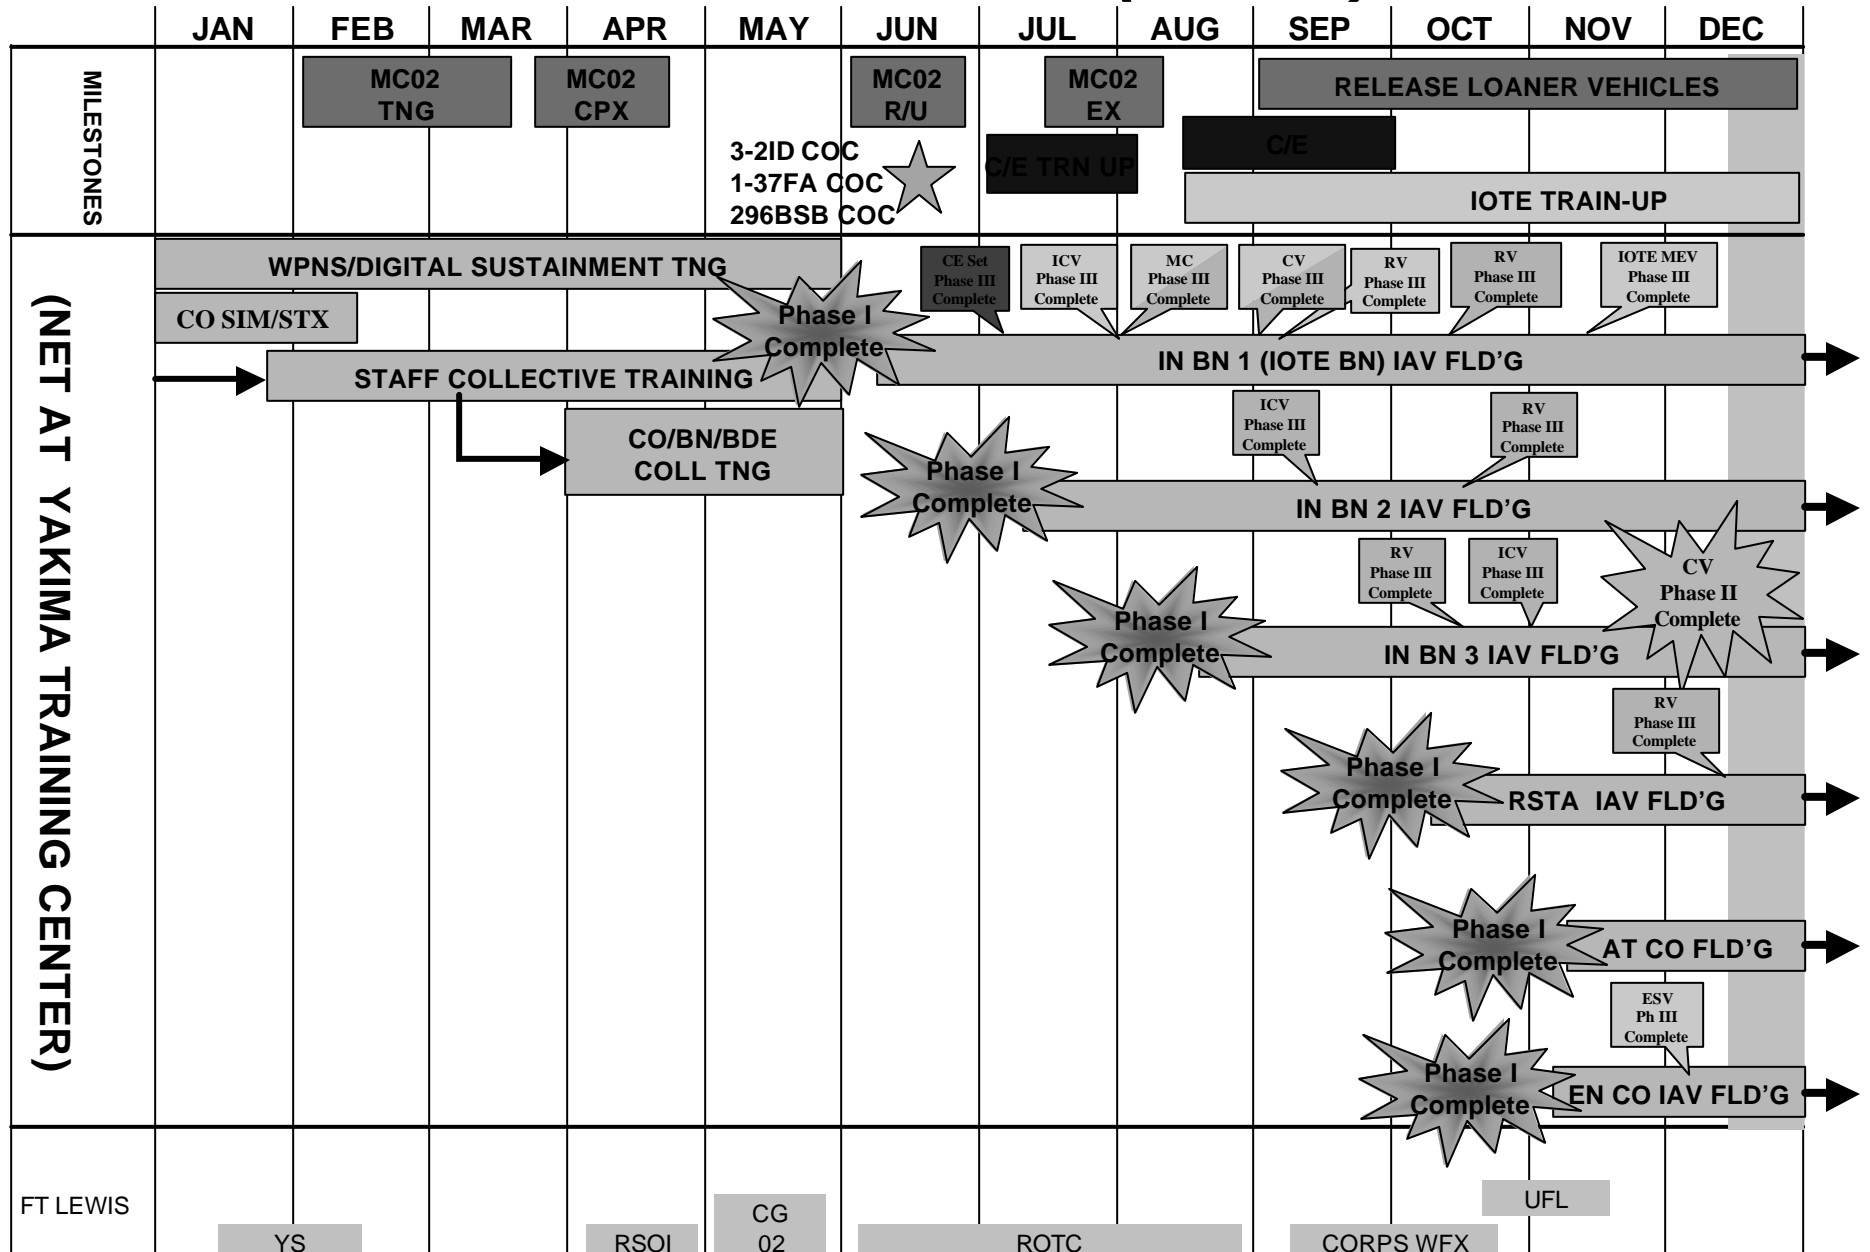 JAN FEB MAR APR MAY JUN JUL AUG SEP OCT NOV DEC
MILESTONES
MC02
TNG
MC02
CPX
MC02
R/U
MC02
EX
RELEASE LOANER VEHICLES
3-2ID COC
1-37FA COC
296BSB COC
C/E TRN UP
C/E
IOTE TRAIN-UP
(NET AT YAKIMA TRAINING CENTER)
WPNS/DIGITAL SUSTAINMENT TNG
CO SIM/STX
STAFF COLLECTIVE TRAINING
CO/BN/BDE
COLL TNG
Phase I
Complete
CE Set
Phase III
Complete
ICV
Phase III
Complete
MC
Phase III
Complete
CV
Phase III
Complete
RV
Phase III
Complete
RV
Phase III
Complete
IOTE MEV
Phase III
Complete
IN BN 1 (IOTE BN) IAV FLD’G
ICV
Phase III
Complete
RV
Phase III
Complete
Phase I
Complete
IN BN 2 IAV FLD’G
RV
Phase III
Complete
ICV
Phase III
Complete
CV
Phase II
Complete
Phase I
Complete
IN BN 3 IAV FLD’G
RV
Phase III
Complete
Phase I
Complete
RSTA IAV FLD’G
Phase I
Complete
AT CO FLD’G
ESV
Ph III
Complete
Phase I
Complete
EN CO IAV FLD’G
FT LEWIS
UFL
YS
RSOI
CG
02
ROTC
CORPS WFX